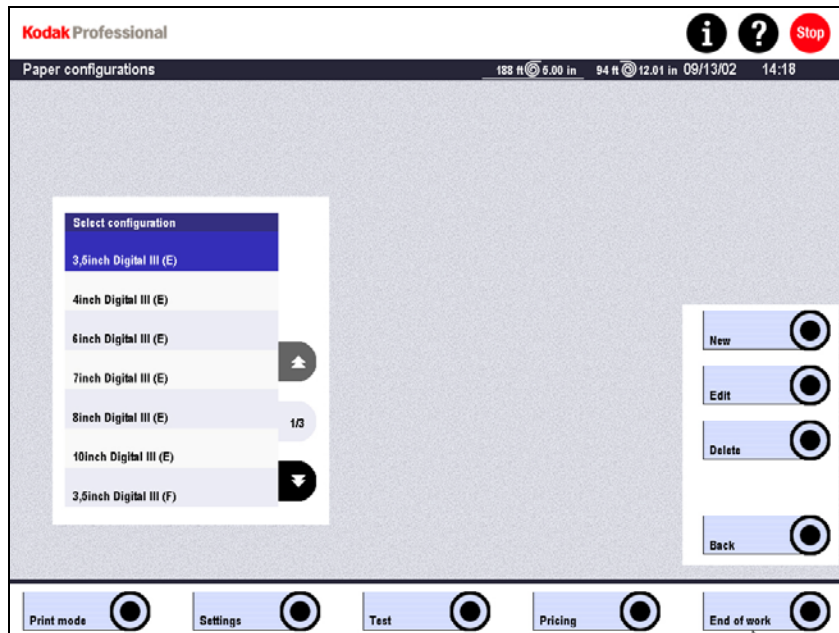 Kodak Professional
i ? Stop
Paper configurations 188 ft 6.00 in 94 ft 12.01 in 09/13/02 14:18
Select configuration
3,5inch Digital III (E)
4inch Digital III (E)
6inch Digital III (E)
7inch Digital III (E)
8inch Digital III (E)
1/3
10inch Digital III (E)
3,5inch Digital III (F)
New
Edit
Delete
Back
Print mode Settings Test Pricing End of work